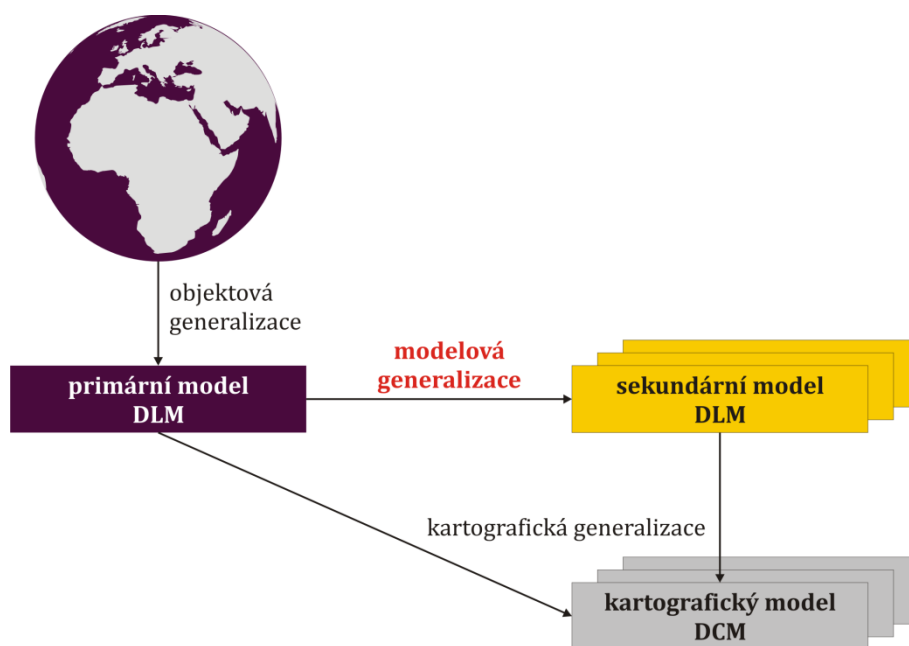 objektová
generalizace
modelová
generalizace
primární model
DLM
sekundární model
DLM
kartografická generalizace
kartografický model
DCM